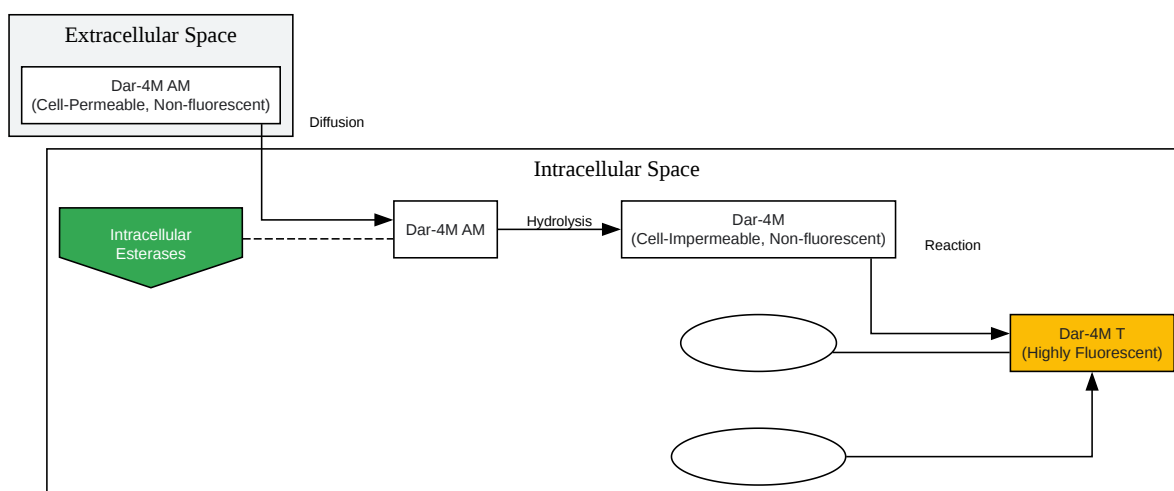 Extracellular Space
Dar-4M AM
(Cell-Permeable, Non-fluorescent)
Diffusion
Intracellular Space
Intracellular
Esterases
Dar-4M AM
Hydrolysis
Dar-4M
(Cell-Impermeable, Non-fluorescent)
Reaction
Dar-4M T
(Highly Fluorescent)